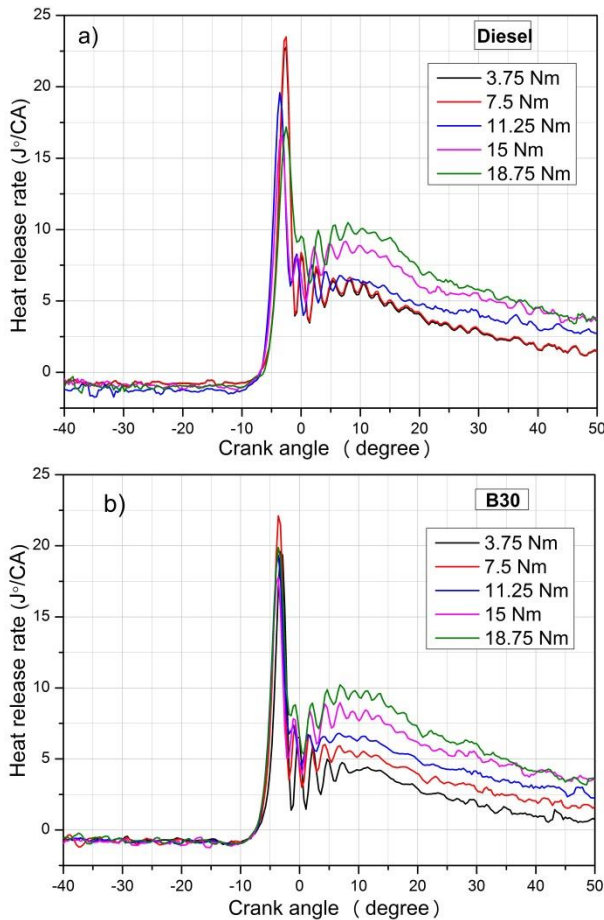 a)
Diesel
3.75 Nm
7.5 Nm
11.25 Nm
15 Nm
18.75 Nm
25
20
15
10
5
0
Heat release rate (J°/CA)
-40 -30 -20 -10 0 10 20 30 40 50
Crank angle ( degree )
b)
B30
3.75 Nm
7.5 Nm
11.25 Nm
15 Nm
18.75 Nm
25
20
15
10
5
0
Heat release rate (J°/CA)
-40 -30 -20 -10 0 10 20 30 40 50
Crank angle ( degree )